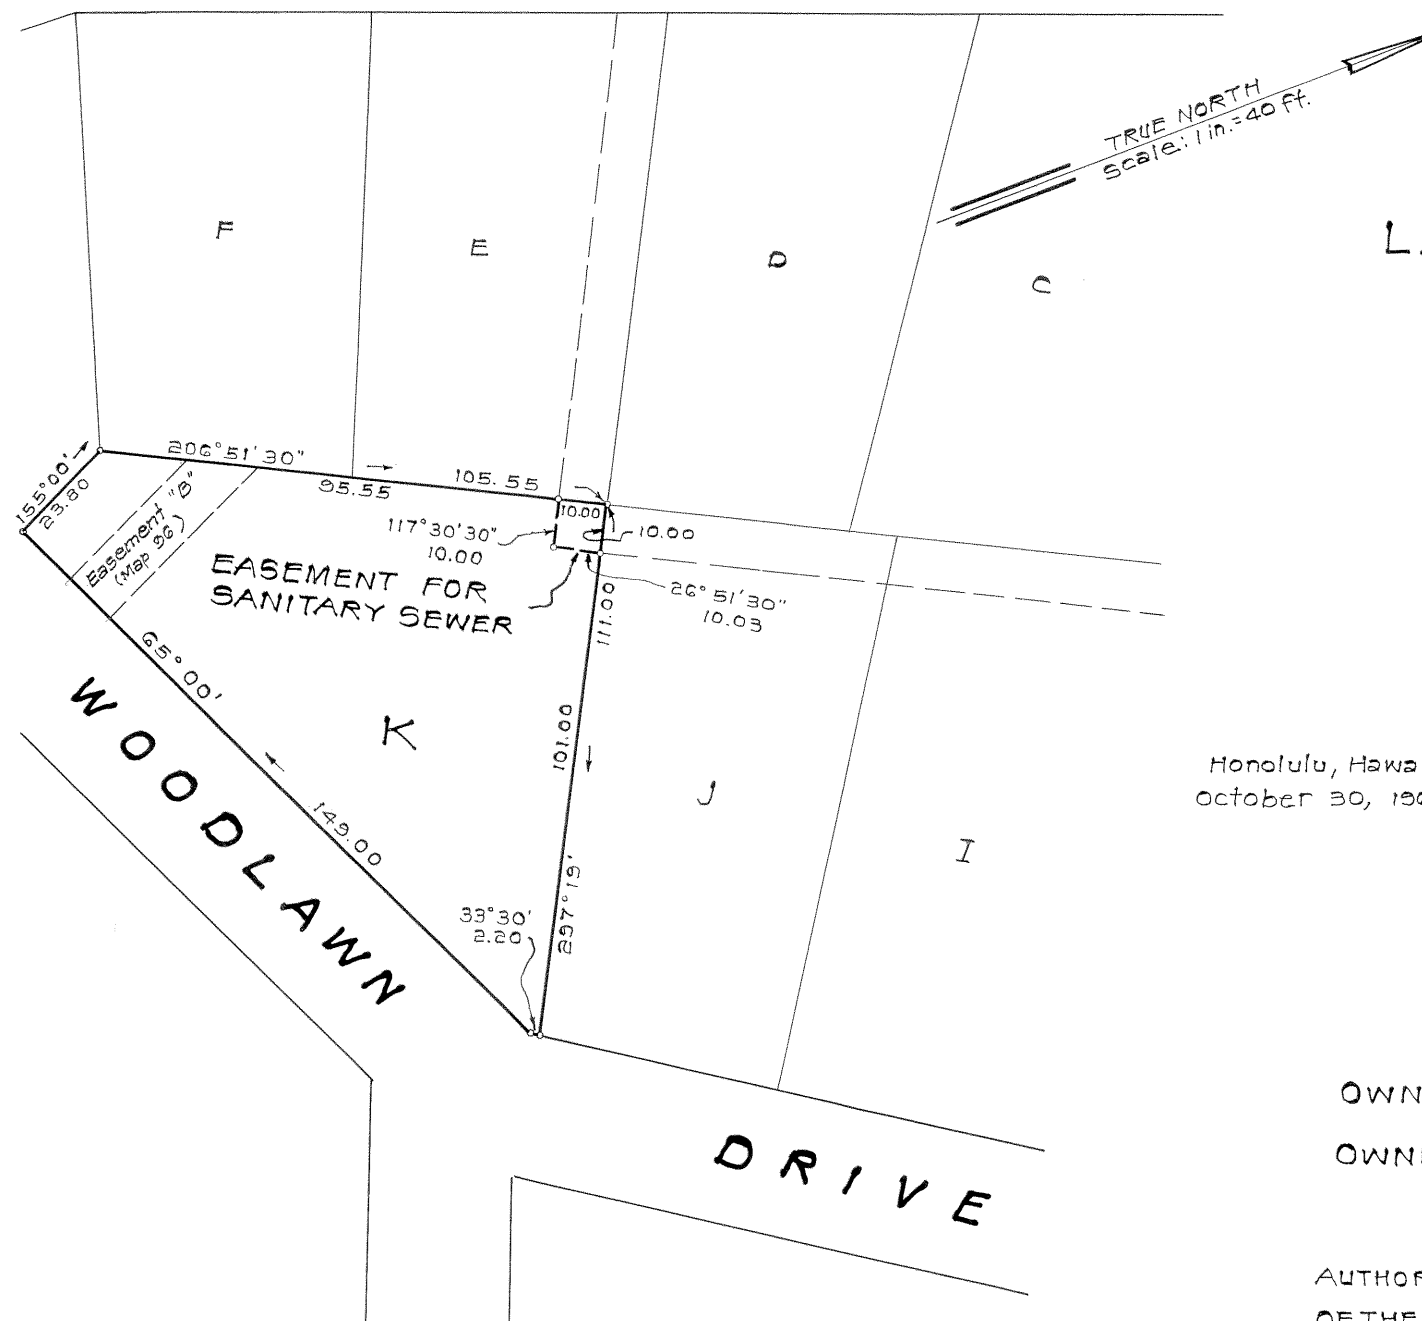 TRUE NORTH
Scale: 1 in.=40 ft.
F
E
D
C
L.
155°00'
23.80
206°51'30"
95.55
105.55
10.00
10.00
117°30'30"
10.00
Easement "B"
(Map 96)
EASEMENT FOR
SANITARY SEWER
26°51'30"
10.03
111.00
101.00
297°19'
65°00'
149.00
K
J
I
33°30'
2.20
WOODLAWN
DRIVE
Honolulu, Hawa
October 30, 19
OWN
OWN
AUTHOR
OF THE